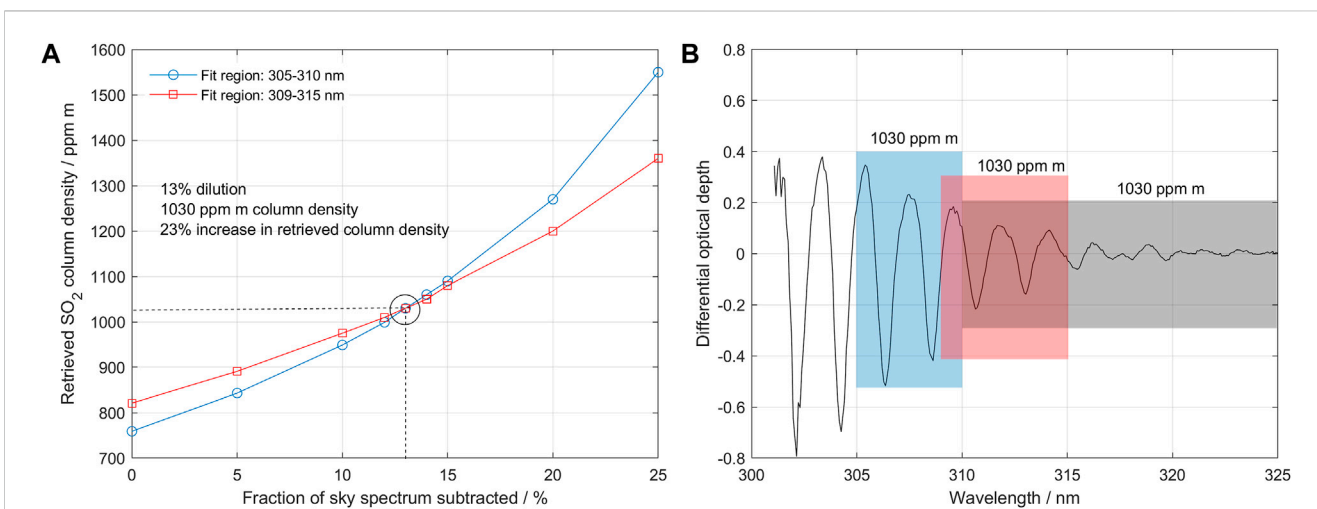 A
Retrieved SO2 column density / ppm m
1600
1500
1400
1300
1200
1100
1000
900
800
700
Fit region: 305-310 nm
Fit region: 309-315 nm
13% dilution
1030 ppm m column density
23% increase in retrieved column density
0 5 10 15 20 25
Fraction of sky spectrum subtracted / %
B
Differential optical depth
0.8
0.6
0.4
0.2
0
-0.2
-0.4
-0.6
-0.8
1030 ppm m
1030 ppm m
1030 ppm m
300 305 310 315 320 325
Wavelength / nm